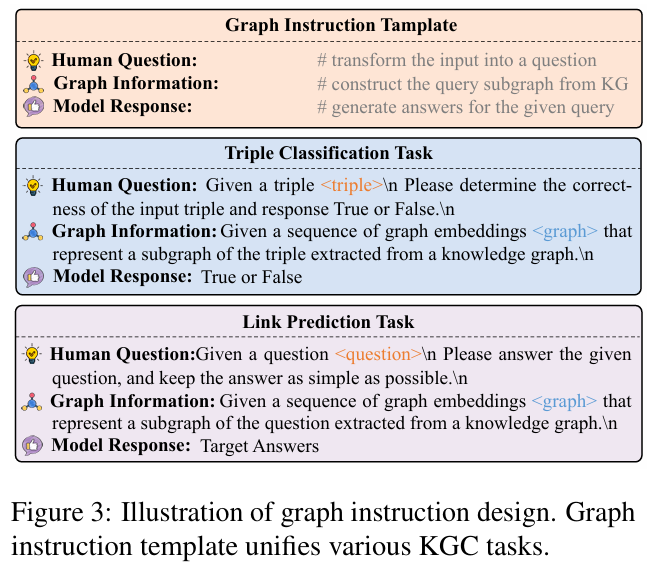 Graph Instruction Tamplate
Human Question: # transform the input into a question
Graph Information: # construct the query subgraph from KG
Model Response: # generate answers for the given query
Triple Classification Task
Human Question: Given a triple <triple>\n Please determine the correct-
ness of the input triple and response True or False.\n
Graph Information: Given a sequence of graph embeddings <graph> that
represent a subgraph of the triple extracted from a knowledge graph.\n
Model Response: True or False
Link Prediction Task
Human Question:Given a question <question>\n Please answer the given
question, and keep the answer as simple as possible.\n
Graph Information: Given a sequence of graph embeddings <graph> that
represent a subgraph of the question extracted from a knowledge graph.\n
Model Response: Target Answers
Figure 3: Illustration of graph instruction design. Graph
instruction template unifies various KGC tasks.